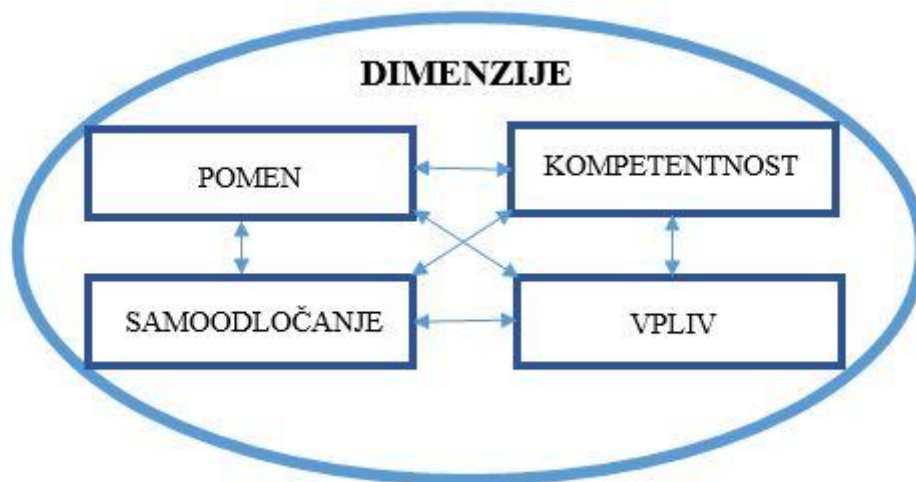 DIMENZIJE
POMEN
KOMPETENTNOST
SAMOODLOČANJE
VPLIV